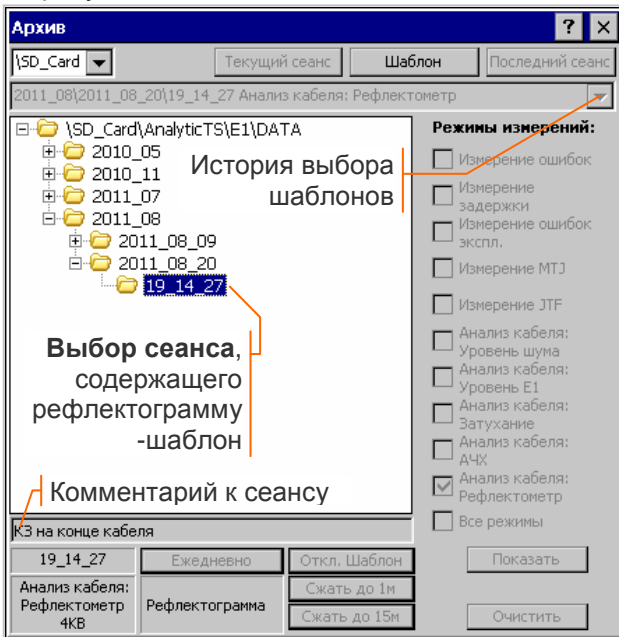 Архив ? ×
\SD_Card Текущий сеанс Шаблон Последний сеанс
2011_08\2011_08_20\19_14_27 Анализ кабеля: Рефлектометр
\SD_Card\AnalyticTS\E1\DATA
2010_05
2010_11
2011_07
2011_08
2011_08_09
2011_08_20
19_14_27
История выбора
шаблонов
Выбор сеанса,
содержащего
рефлектограмму
-шаблон
Комментарий к сеансу
КЗ на конце кабеля
Режимы измерений:
Измерение ошибок
Измерение
задержки
Измерение ошибок
экспл.
Измерение MTJ
Измерение JTF
Анализ кабеля:
Уровень шума
Анализ кабеля:
Уровень E1
Анализ кабеля:
Затухание
Анализ кабеля:
АЧХ
Анализ кабеля:
Рефлектометр
Все режимы
19_14_27 Ежедневно Откл. Шаблон Показать
Анализ кабеля:
Рефлектометр
4KB
Рефлектограмма
Сжать до 1м
Сжать до 15м
Очистить